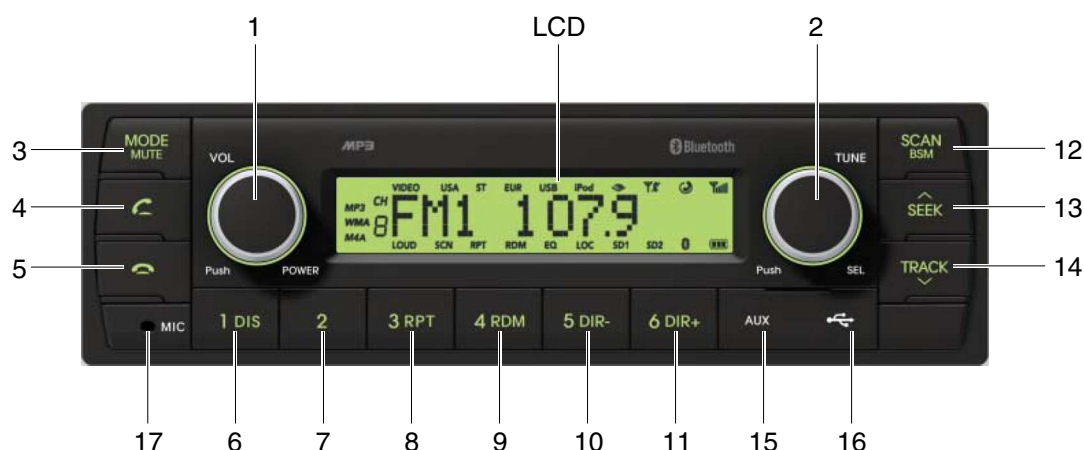 1 LCD 2
3 MODE MUTE VOL MP3 Bluetooth TUNE SCAN BSM 12
VIDEO USA ST EUR USB iPod
4 MP3 CH SEEK 13
WMA 8 FM1 107.9
M4A
LOUD SCN RPT RDM EQ LOC SD1 SD2
5 Push POWER Push SEL TRACK 14
MIC 1 DIS 2 3 RPT 4 RDM 5 DIR- 6 DIR+ AUX
17 6 7 8 9 10 11 15 16